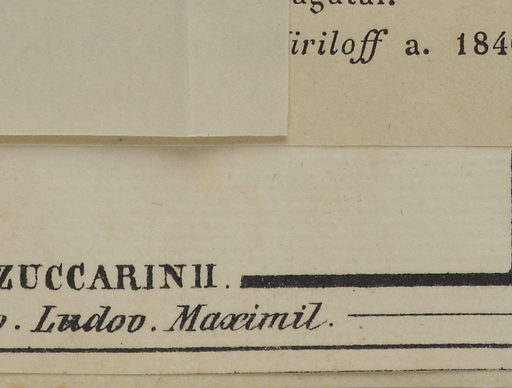 iriloff a. 184
ZUCCARINII.
o. Ludov. Maximil.